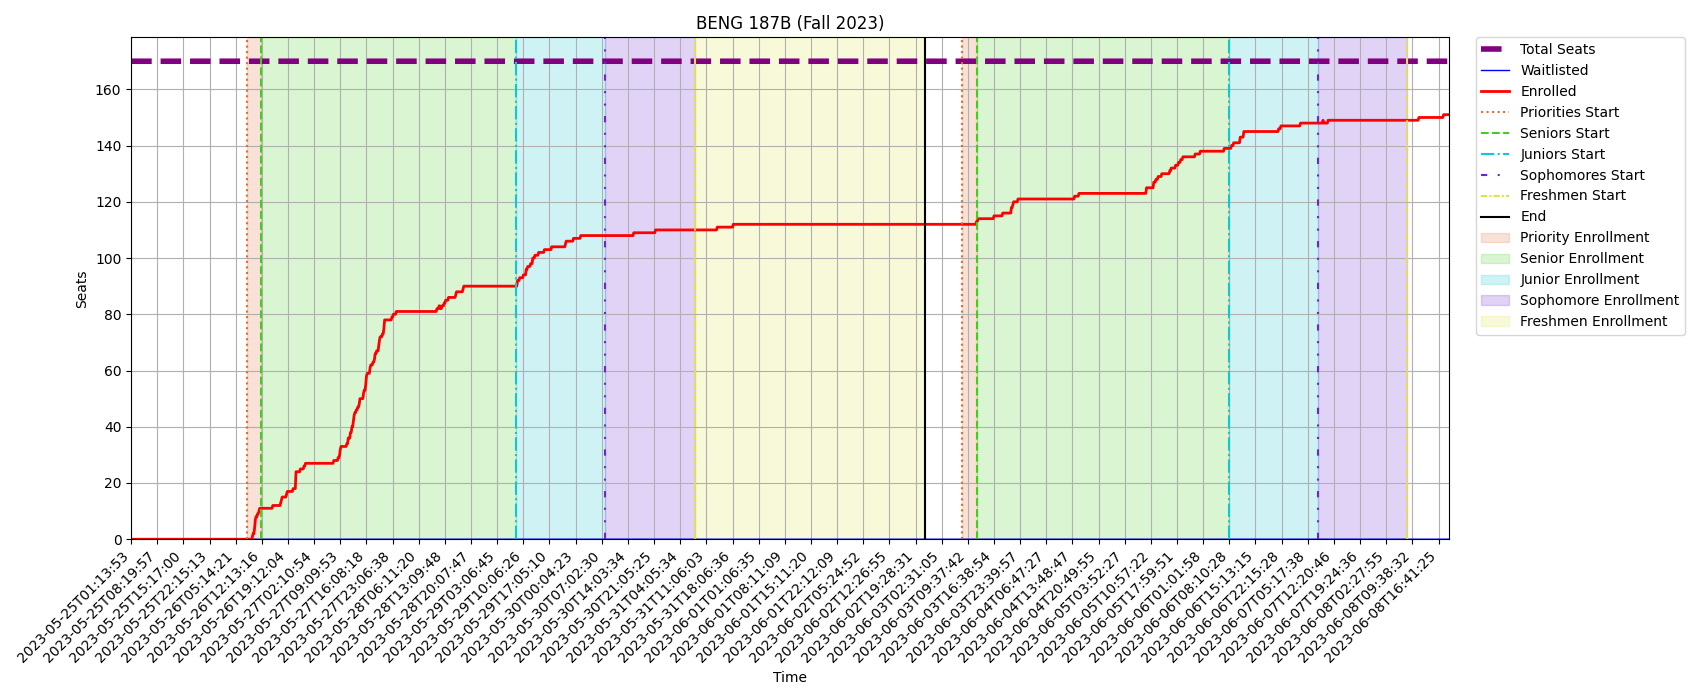 BENG 187B (Fall 2023)
Total Seats
Waitlisted
Enrolled
Priorities Start
Seniors Start
Juniors Start
Sophomores Start
Freshmen Start
End
Priority Enrollment
Senior Enrollment
Junior Enrollment
Sophomore Enrollment
Freshmen Enrollment
Seats
160
140
120
100
80
60
40
20
0
2023-05-25T01:13:53
2023-05-25T08:19:57
2023-05-25T15:17:00
2023-05-25T22:15:13
2023-05-26T05:14:21
2023-05-26T12:13:16
2023-05-26T19:12:04
2023-05-27T02:10:54
2023-05-27T09:09:53
2023-05-27T16:08:18
2023-05-27T23:06:38
2023-05-28T06:11:20
2023-05-28T13:09:48
2023-05-28T20:07:47
2023-05-29T03:06:45
2023-05-29T10:06:26
2023-05-29T17:05:10
2023-05-30T00:04:23
2023-05-30T07:02:30
2023-05-30T14:03:34
2023-05-30T21:05:25
2023-05-31T04:05:34
2023-05-31T11:06:03
2023-05-31T18:06:36
2023-06-01T01:06:35
2023-06-01T08:11:09
2023-06-01T15:11:20
2023-06-01T22:12:09
2023-06-02T05:24:52
2023-06-02T12:26:55
2023-06-02T19:28:31
2023-06-03T02:31:05
2023-06-03T09:37:42
2023-06-03T16:38:54
2023-06-03T23:39:57
2023-06-04T06:47:27
2023-06-04T13:48:47
2023-06-04T20:49:55
2023-06-05T03:52:27
2023-06-05T10:57:22
2023-06-05T17:59:51
2023-06-06T01:01:58
2023-06-06T08:10:28
2023-06-06T15:13:15
2023-06-06T22:15:28
2023-06-07T05:17:38
2023-06-07T12:20:46
2023-06-07T19:24:36
2023-06-08T02:27:55
2023-06-08T09:38:32
2023-06-08T16:41:25
Time